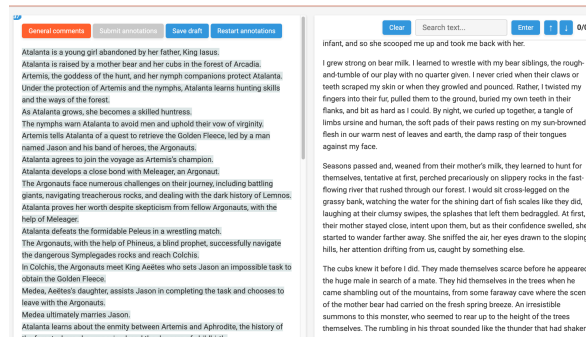 General comments
Submit annotations
Save draft
Restart annotations
Atalanta is a young girl abandoned by her father, King Iasus.
Atalanta is raised by a mother bear and her cubs in the forest of Arcadia.
Artemis, the goddess of the hunt, and her nymph companions protect Atalanta.
Under the protection of Artemis and the nymphs, Atalanta learns hunting skills
and the ways of the forest.
As Atalanta grows, she becomes a skilled huntress.
The nymphs warn Atalanta to avoid men and uphold their vow of virginity.
Artemis tells Atalanta of a quest to retrieve the Golden Fleece, led by a man
named Jason and his band of heroes, the Argonauts.
Atalanta agrees to join the voyage as Artemis's champion.
Atalanta develops a close bond with Meleager, an Argonaut.
The Argonauts face numerous challenges on their journey, including battling
giants, navigating treacherous rocks, and dealing with the dark history of Lemnos.
Atalanta proves her worth despite skepticism from fellow Argonauts, with the
help of Meleager.
Atalanta defeats the formidable Peleus in a wrestling match.
The Argonauts, with the help of Phineus, a blind prophet, successfully navigate
the dangerous Symplegades rocks and reach Colchis.
In Colchis, the Argonauts meet King Aeëtes who sets Jason an impossible task to
obtain the Golden Fleece.
Medea, Aeëtes's daughter, assists Jason in completing the task and chooses to
leave with the Argonauts.
Medea ultimately marries Jason.
Atalanta learns about the enmity between Artemis and Aphrodite, the history of
Clear
Search text...
Enter
↑
↓
0/0
infant, and so she scooped me up and took me back with her.
I grew strong on bear milk. I learned to wrestle with my bear siblings, the rough-
and-tumble of our play with no quarter given. I never cried when their claws or
teeth scraped my skin or when they growled and pounced. Rather, I twisted my
fingers into their fur, pulled them to the ground, buried my own teeth in their
flanks, and bit as hard as I could. By night, we curled up together, a tangle of
limbs ursine and human, the soft pads of their paws resting on my sun-browned
flesh in our warm nest of leaves and earth, the damp rasp of their tongues
against my face.
Seasons passed and, weaned from their mother's milk, they learned to hunt for
themselves, tentative at first, perched precariously on slippery rocks in the fast-
flowing river that rushed through our forest. I would sit cross-legged on the
grassy bank, watching the water for the shining dart of fish scales like they did,
laughing at their clumsy swipes, the splashes that left them bedraggled. At first,
their mother stayed close, intent upon them, but as their confidence swelled, she
started to wander farther away. She sniffed the air, her eyes drawn to the sloping
hills, her attention drifting from us, caught by something else.
The cubs knew it before I did. They made themselves scarce before he appeared,
the huge male in search of a mate. They hid themselves in the trees when he
came shambling out of the mountains, from some faraway cave where the scent
of the mother bear had carried on the fresh spring breeze. An irresistible
summons to this monster, who seemed to rear up to the height of the trees
themselves. The rumbling in his throat sounded like the thunder that had shaken